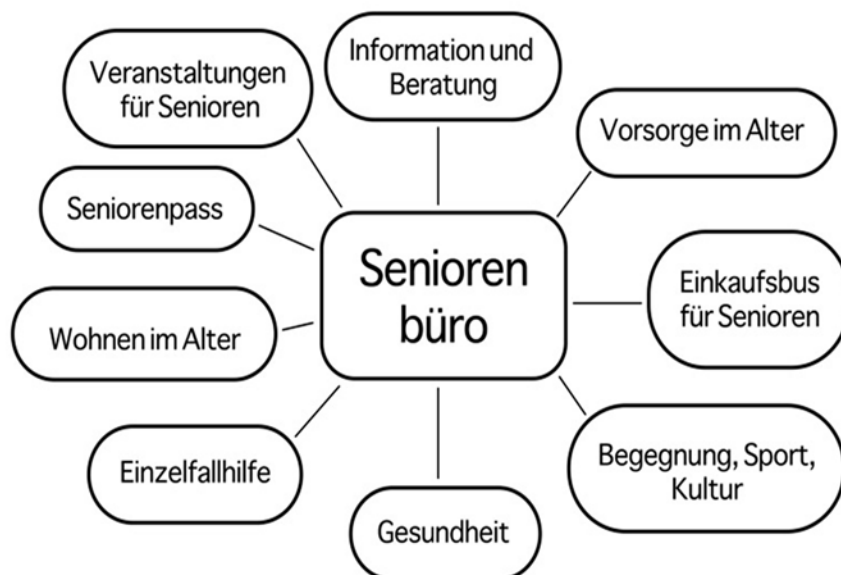 Information und
Beratung
Veranstaltungen
für Senioren
Vorsorge im Alter
Seniorenpass
Senioren
büro
Einkaufsbus
für Senioren
Wohnen im Alter
Einzelfallhilfe
Begegnung, Sport,
Kultur
Gesundheit